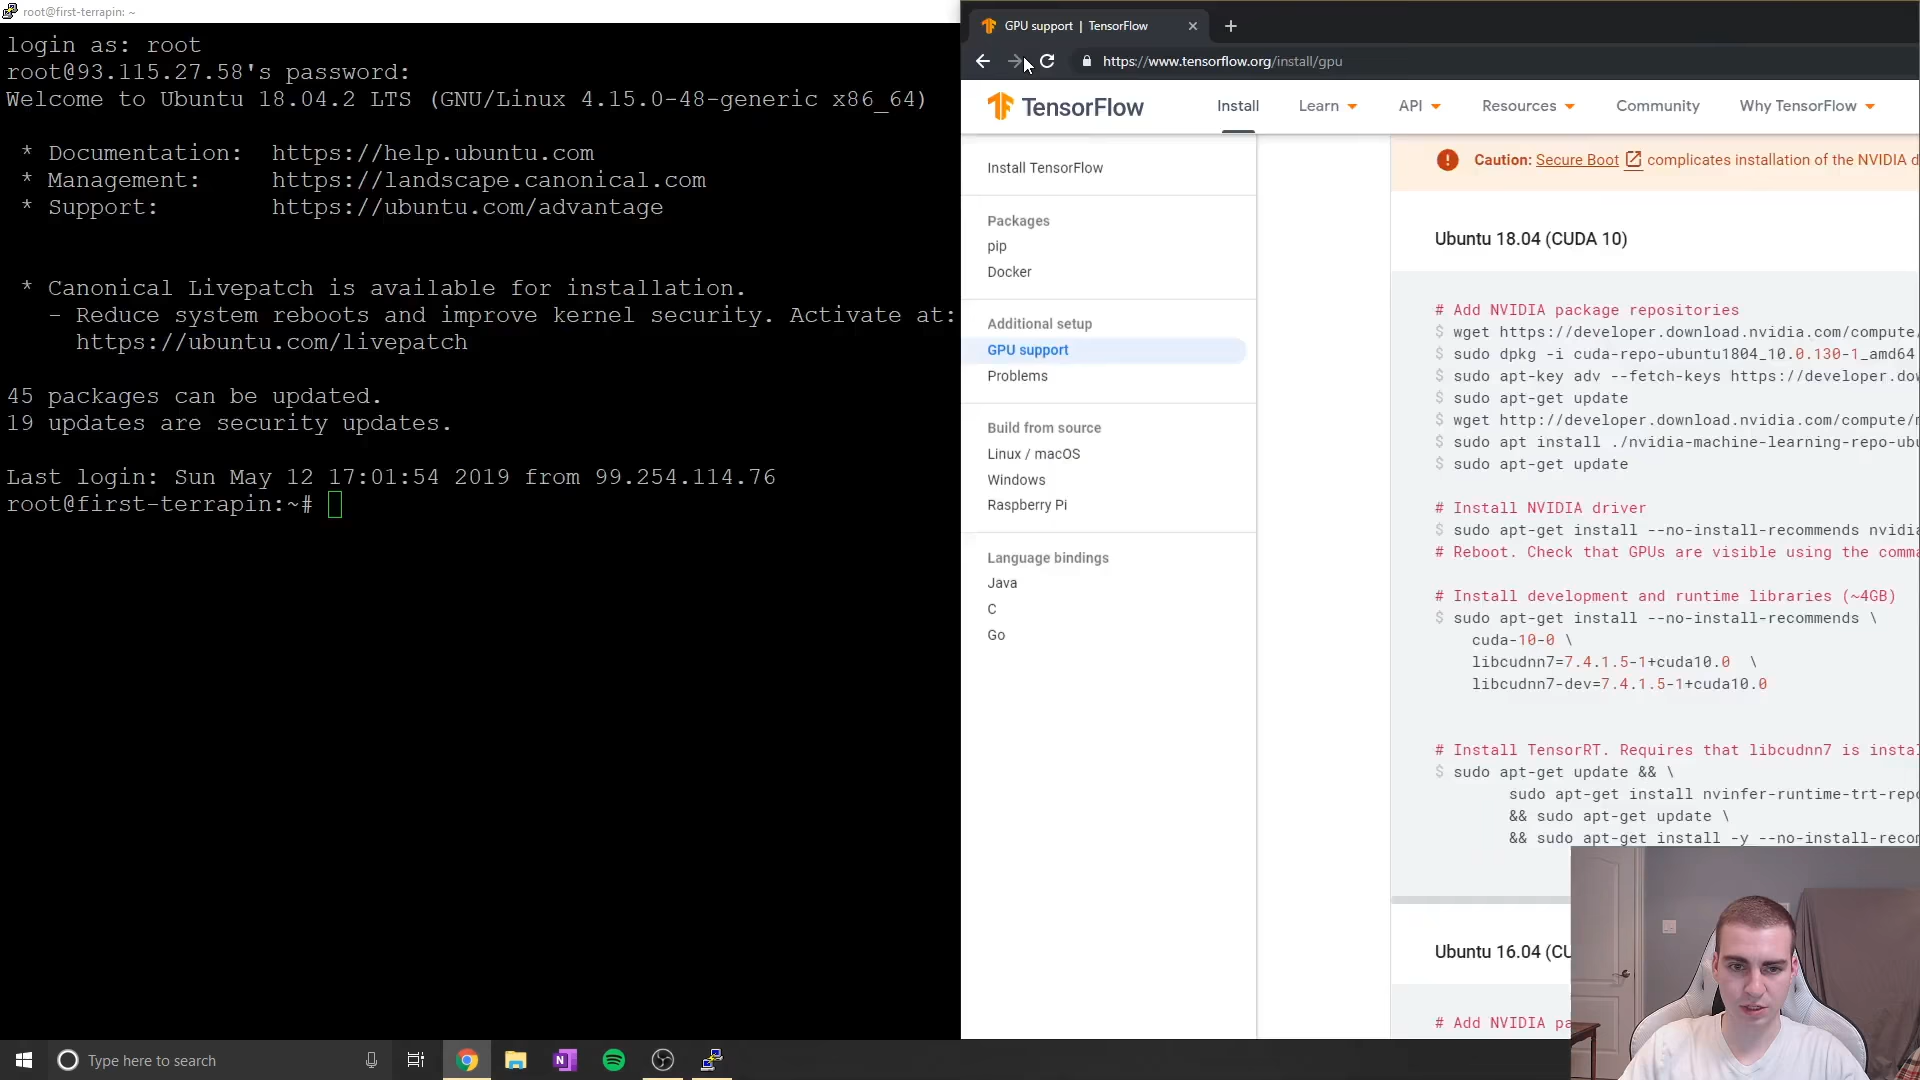 root@first-terrapin: ~
login as: root
root@93.115.27.58's password:
Welcome to Ubuntu 18.04.2 LTS (GNU/Linux 4.15.0-48-generic x86_64)
* Documentation: https://help.ubuntu.com
* Management: https://landscape.canonical.com
* Support: https://ubuntu.com/advantage
* Canonical Livepatch is available for installation.
- Reduce system reboots and improve kernel security. Activate at:
https://ubuntu.com/livepatch
45 packages can be updated.
19 updates are security updates.
Last login: Sun May 12 17:01:54 2019 from 99.254.114.76
root@first-terrapin:~#
GPU support | TensorFlow
https://www.tensorflow.org/install/gpu
TensorFlow
Install Learn API Resources Community Why TensorFlow
Install TensorFlow
Packages
pip
Docker
Additional setup
GPU support
Problems
Build from source
Linux / macOS
Windows
Raspberry Pi
Language bindings
Java
C
Go
Caution: Secure Boot complicates installation of the NVIDIA d
Ubuntu 18.04 (CUDA 10)
# Add NVIDIA package repositories
$ wget https://developer.download.nvidia.com/compute/
$ sudo dpkg -i cuda-repo-ubuntu1804_10.0.130-1_amd64
$ sudo apt-key adv --fetch-keys https://developer.dow
$ sudo apt-get update
$ wget http://developer.download.nvidia.com/compute/m
$ sudo apt install ./nvidia-machine-learning-repo-ubu
$ sudo apt-get update
# Install NVIDIA driver
$ sudo apt-get install --no-install-recommends nvidia
# Reboot. Check that GPUs are visible using the comma
# Install development and runtime libraries (~4GB)
$ sudo apt-get install --no-install-recommends \
cuda-10-0 \
libcudnn7=7.4.1.5-1+cuda10.0 \
libcudnn7-dev=7.4.1.5-1+cuda10.0
# Install TensorRT. Requires that libcudnn7 is instal
$ sudo apt-get update && \
sudo apt-get install nvinfer-runtime-trt-repo
&& sudo apt-get update \
&& sudo apt-get install -y --no-install-recom
Ubuntu 16.04 (CU
# Add NVIDIA pa
Type here to search